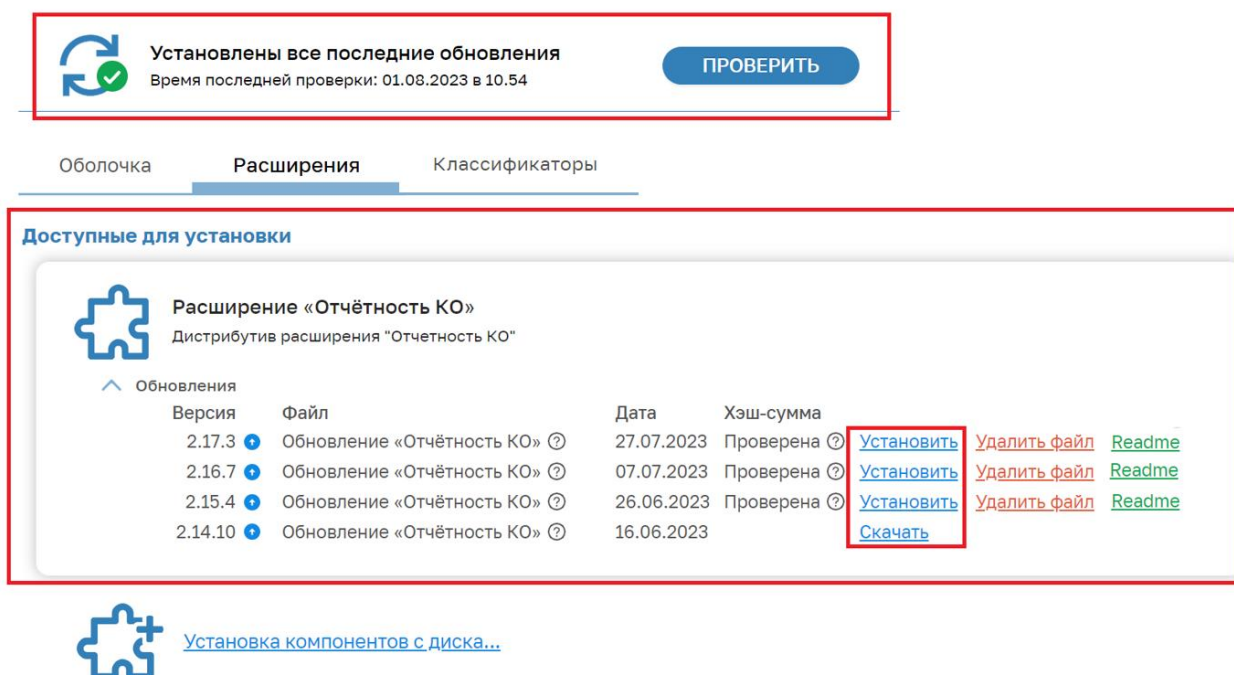 Установлены все последние обновления
Время последней проверки: 01.08.2023 в 10.54
ПРОВЕРИТЬ
Оболочка Расширения Классификаторы
Доступные для установки
Расширение «Отчётность КО»
Дистрибутив расширения "Отчетность КО"
Обновления
Версия Файл Дата Хэш-сумма
2.17.3 Обновление «Отчётность КО» 27.07.2023 Проверена Установить Удалить файл Readme
2.16.7 Обновление «Отчётность КО» 07.07.2023 Проверена Установить Удалить файл Readme
2.15.4 Обновление «Отчётность КО» 26.06.2023 Проверена Установить Удалить файл Readme
2.14.10 Обновление «Отчётность КО» 16.06.2023 Скачать
Установка компонентов с диска...